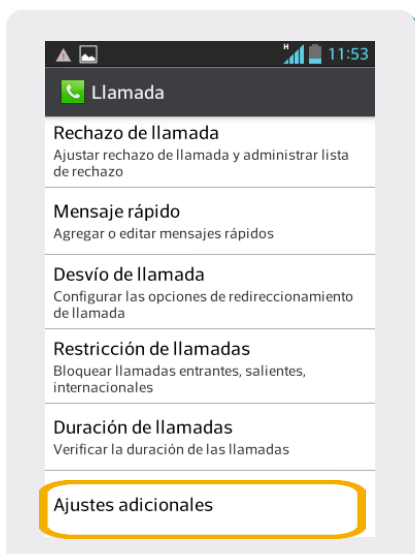 H 11:53
Llamada
Rechazo de llamada
Ajustar rechazo de llamada y administrar lista
de rechazo
Mensaje rápido
Agregar o editar mensajes rápidos
Desvío de llamada
Configurar las opciones de redireccionamiento
de llamada
Restricción de llamadas
Bloquear llamadas entrantes, salientes,
internacionales
Duración de llamadas
Verificar la duración de las llamadas
Ajustes adicionales